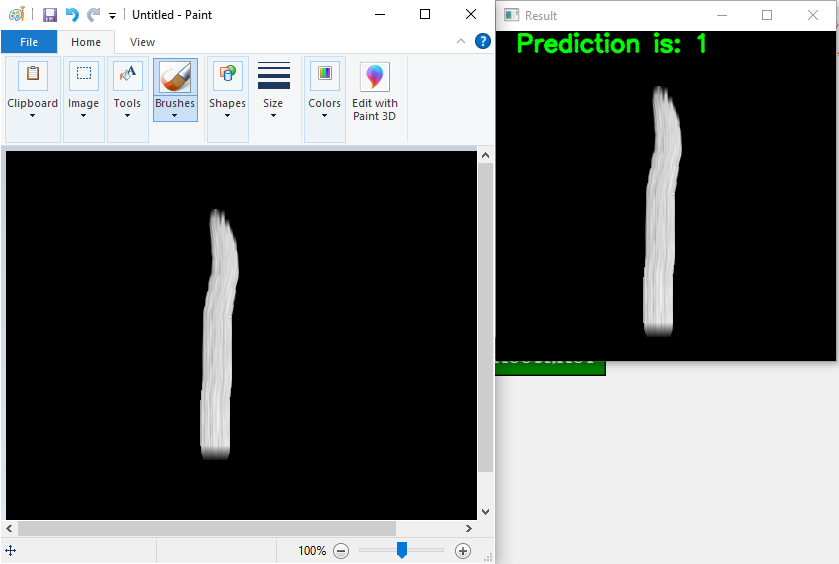 Untitled - Paint
File Home View
Clipboard Image Tools Brushes Shapes Size Colors Edit with
Paint 3D
100%
Result
Prediction is: 1